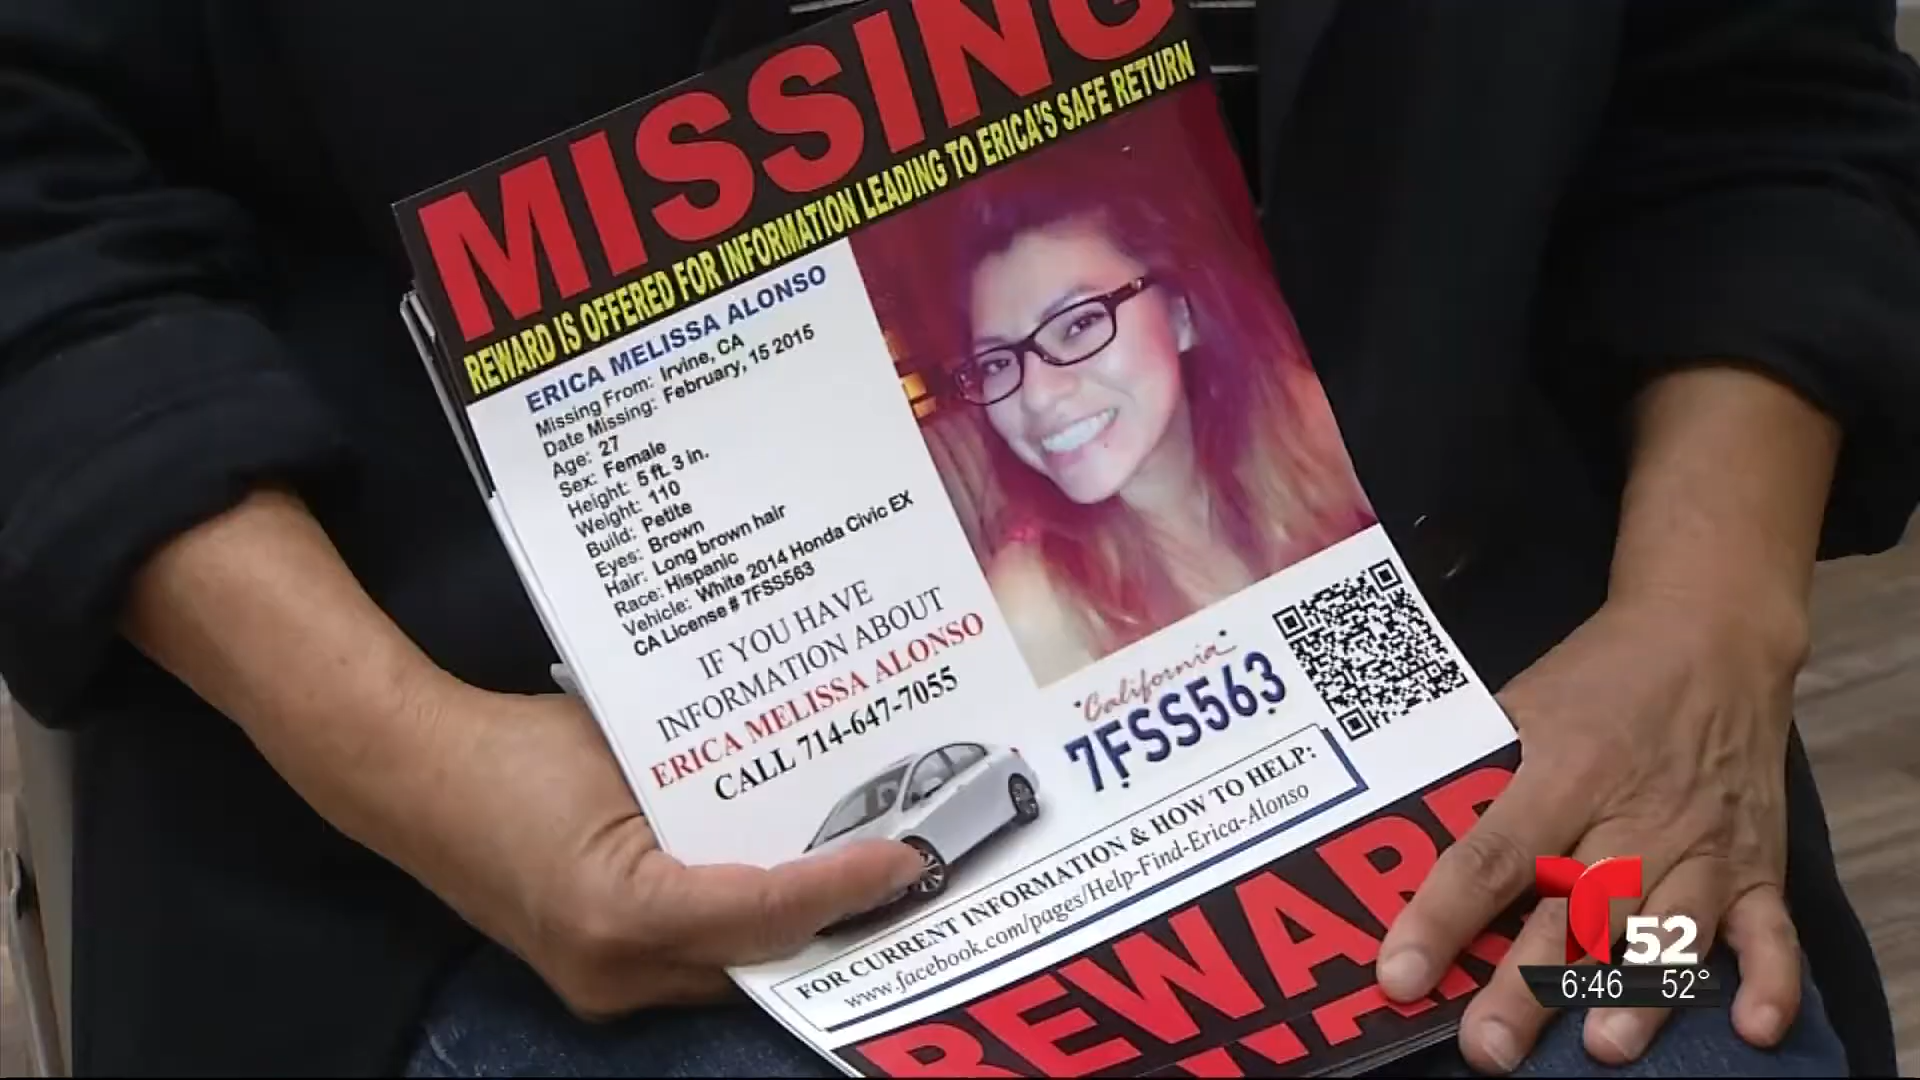 MISSING
REWARD IS OFFERED FOR INFORMATION LEADING TO ERICA'S SAFE RETURN
ERICA MELISSA ALONSO
Missing From: Irvine, CA
Date Missing: February, 15 2015
Age: 27
Sex: Female
Height: 5 ft. 3 in.
Weight: 110
Build: Petite
Eyes: Brown
Hair: Long brown hair
Race: Hispanic
Vehicle: White 2014 Honda Civic EX
CA License # 7FSS563
IF YOU HAVE
INFORMATION ABOUT
ERICA MELISSA ALONSO
CALL 714-647-7055
California
7FSS563
FOR CURRENT INFORMATION & HOW TO HELP:
www.facebook.com/pages/Help-Find-Erica-Alonso
REWARD
52
6:46 52°